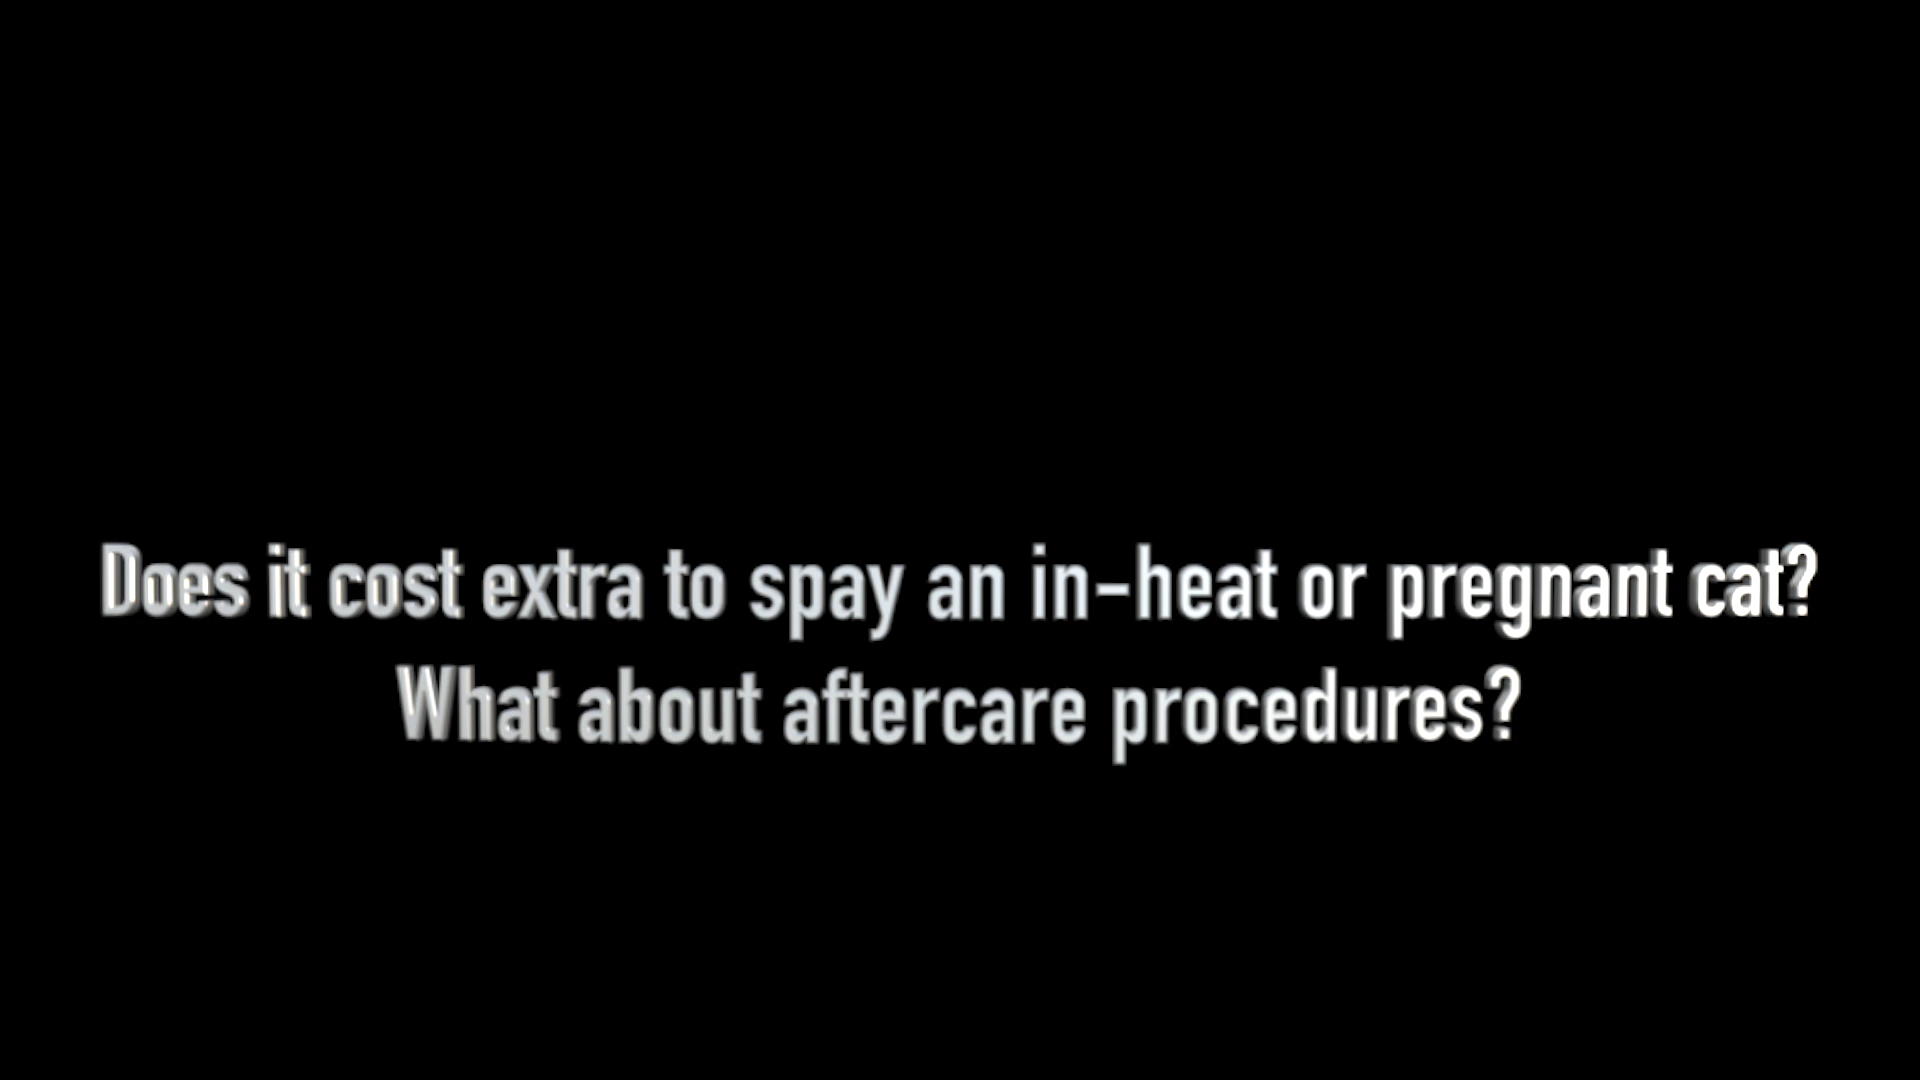 Does it cost extra to spay an in-heat or pregnant cat?
What about aftercare procedures?